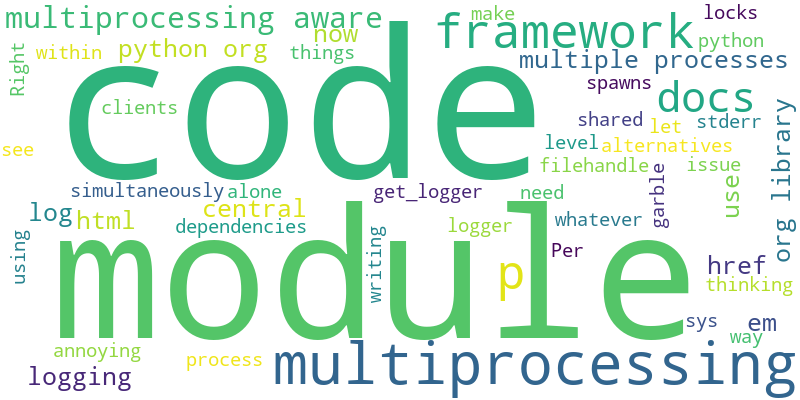 multiprocessing aware
make
locks
framework
now
python
Right
within
python org
things
multiple processes
code
spawns
docs
clients
shared
let
stderr
level
alternatives
see
filehandle
issue
simultaneously
alone
get_logger
need
use
garble
org library
log
html
central
dependencies
logger
whatever
using
writing
module
Per
p
href
thinking
sys
em
way
annoying
process
logging
multiprocessing